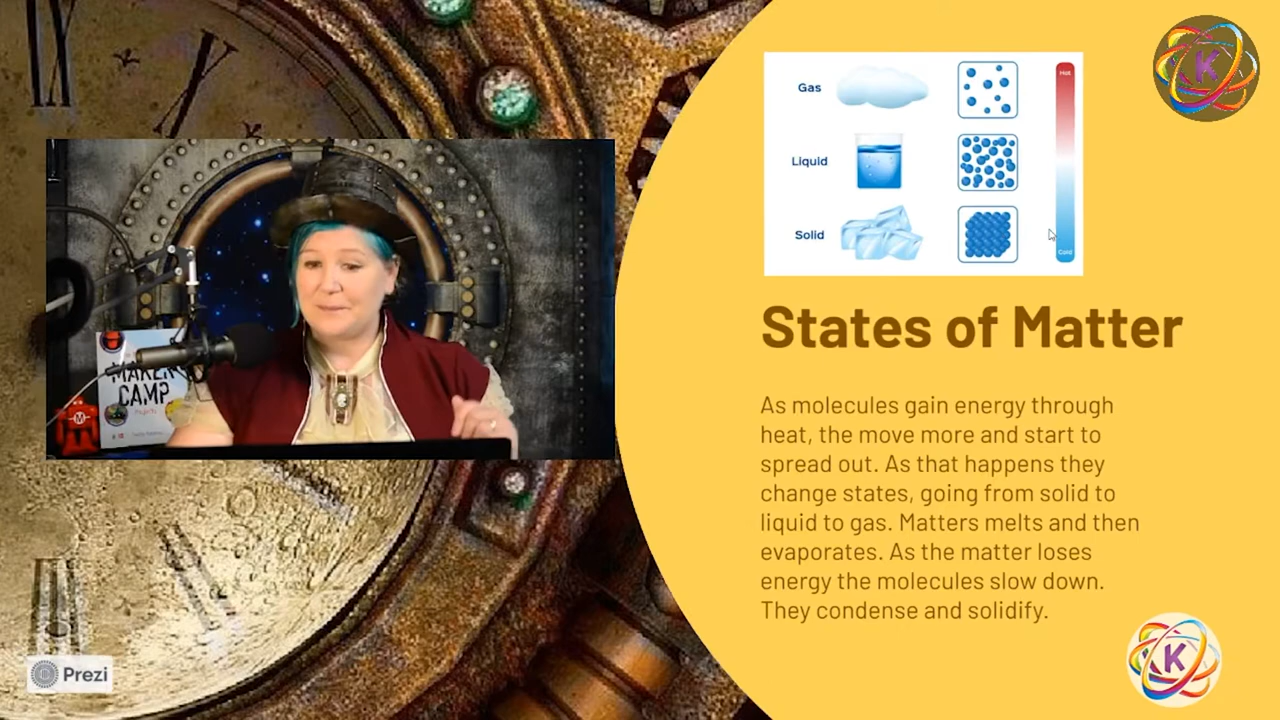 Gas
Liquid
Solid
Hot
Cold
K
States of Matter
As molecules gain energy through
heat, the move more and start to
spread out. As that happens they
change states, going from solid to
liquid to gas. Matters melts and then
evaporates. As the matter loses
energy the molecules slow down.
They condense and solidify.
MAKER
CAMP
M
K
Prezi